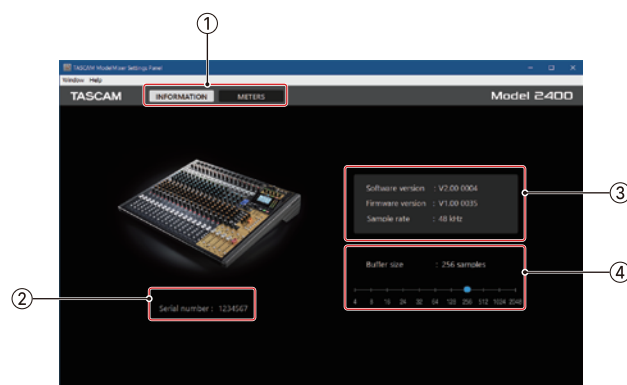 ①
TASCAM Model Mixer Settings Panel
Window Help
TASCAM INFORMATION METERS Model 2400
Software version : V2.00 0004
Firmware version : V1.00 0035
Sample rate : 48 kHz
③
Buffer size : 256 samples
④
4 8 16 24 32 64 128 256 512 1024 2048
②
Serial number : 1234567